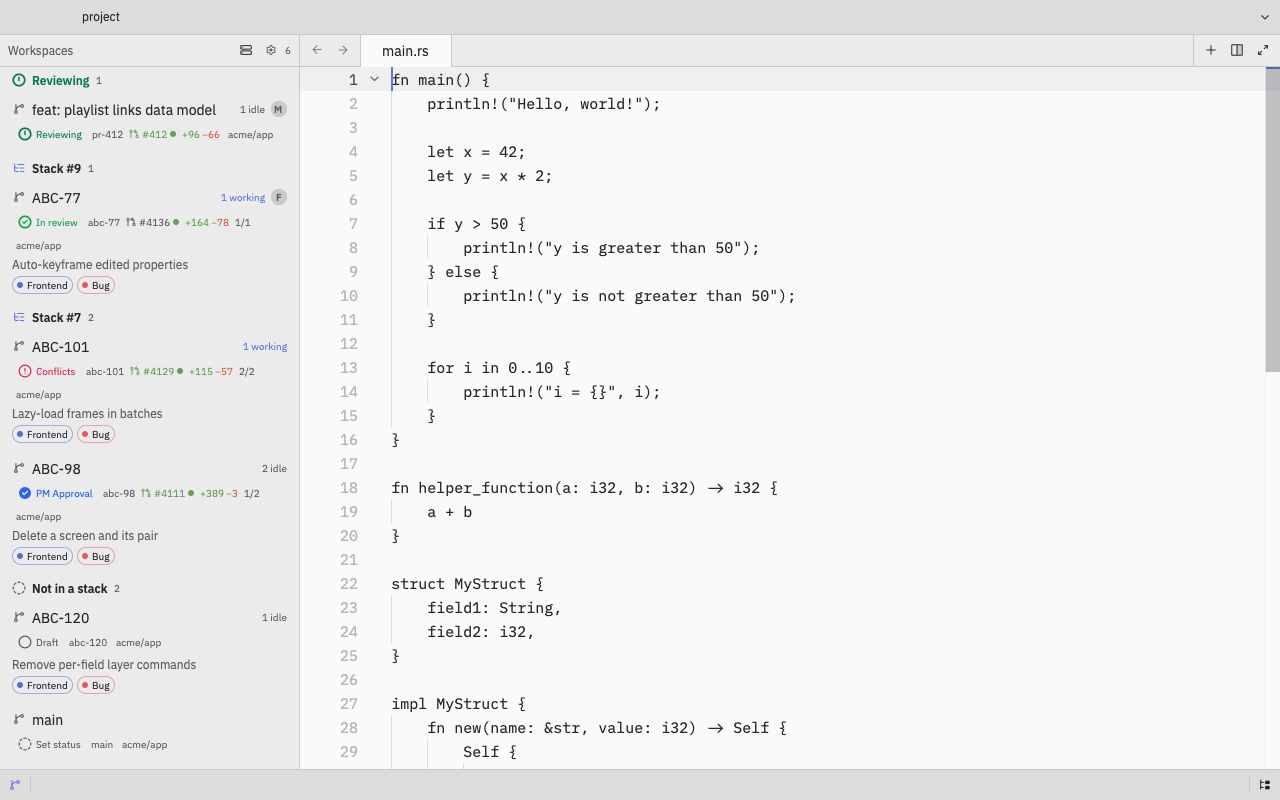 project
Workspaces 6
Reviewing 1
feat: playlist links data model 1 idle M
Reviewing pr-412 #412 +96 −66 acme/app
Stack #9 1
ABC-77 1 working F
In review abc-77 #4136 +164 −78 1/1
acme/app
Auto-keyframe edited properties
Frontend Bug
Stack #7 2
ABC-101 1 working
Conflicts abc-101 #4129 +115 −57 2/2
acme/app
Lazy-load frames in batches
Frontend Bug
ABC-98 2 idle
PM Approval abc-98 #4111 +389 −3 1/2
acme/app
Delete a screen and its pair
Frontend Bug
Not in a stack 2
ABC-120 1 idle
Draft abc-120 acme/app
Remove per-field layer commands
Frontend Bug
main
Set status main acme/app
main.rs
1 fn main() {
2     println!("Hello, world!");
3
4     let x = 42;
5     let y = x * 2;
6
7     if y > 50 {
8         println!("y is greater than 50");
9     } else {
10         println!("y is not greater than 50");
11     }
12
13     for i in 0..10 {
14         println!("i = {}", i);
15     }
16 }
17
18 fn helper_function(a: i32, b: i32) -> i32 {
19     a + b
20 }
21
22 struct MyStruct {
23     field1: String,
24     field2: i32,
25 }
26
27 impl MyStruct {
28     fn new(name: &str, value: i32) -> Self {
29         Self {